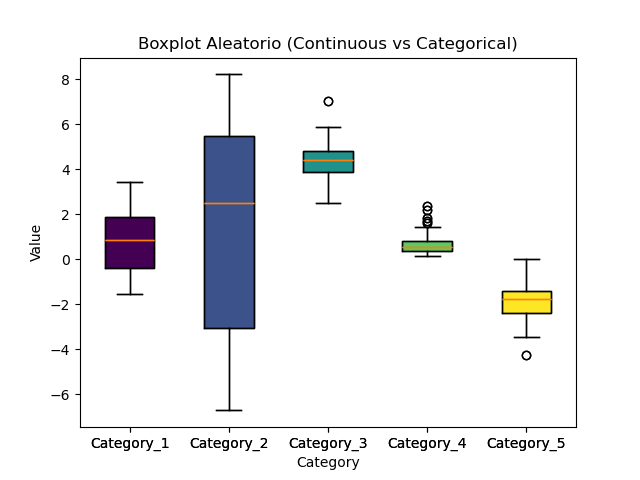 Boxplot Aleatorio (Continuous vs Categorical)
Value
8
6
4
2
0
−2
−4
−6
Category_1 Category_2 Category_3 Category_4 Category_5
Category